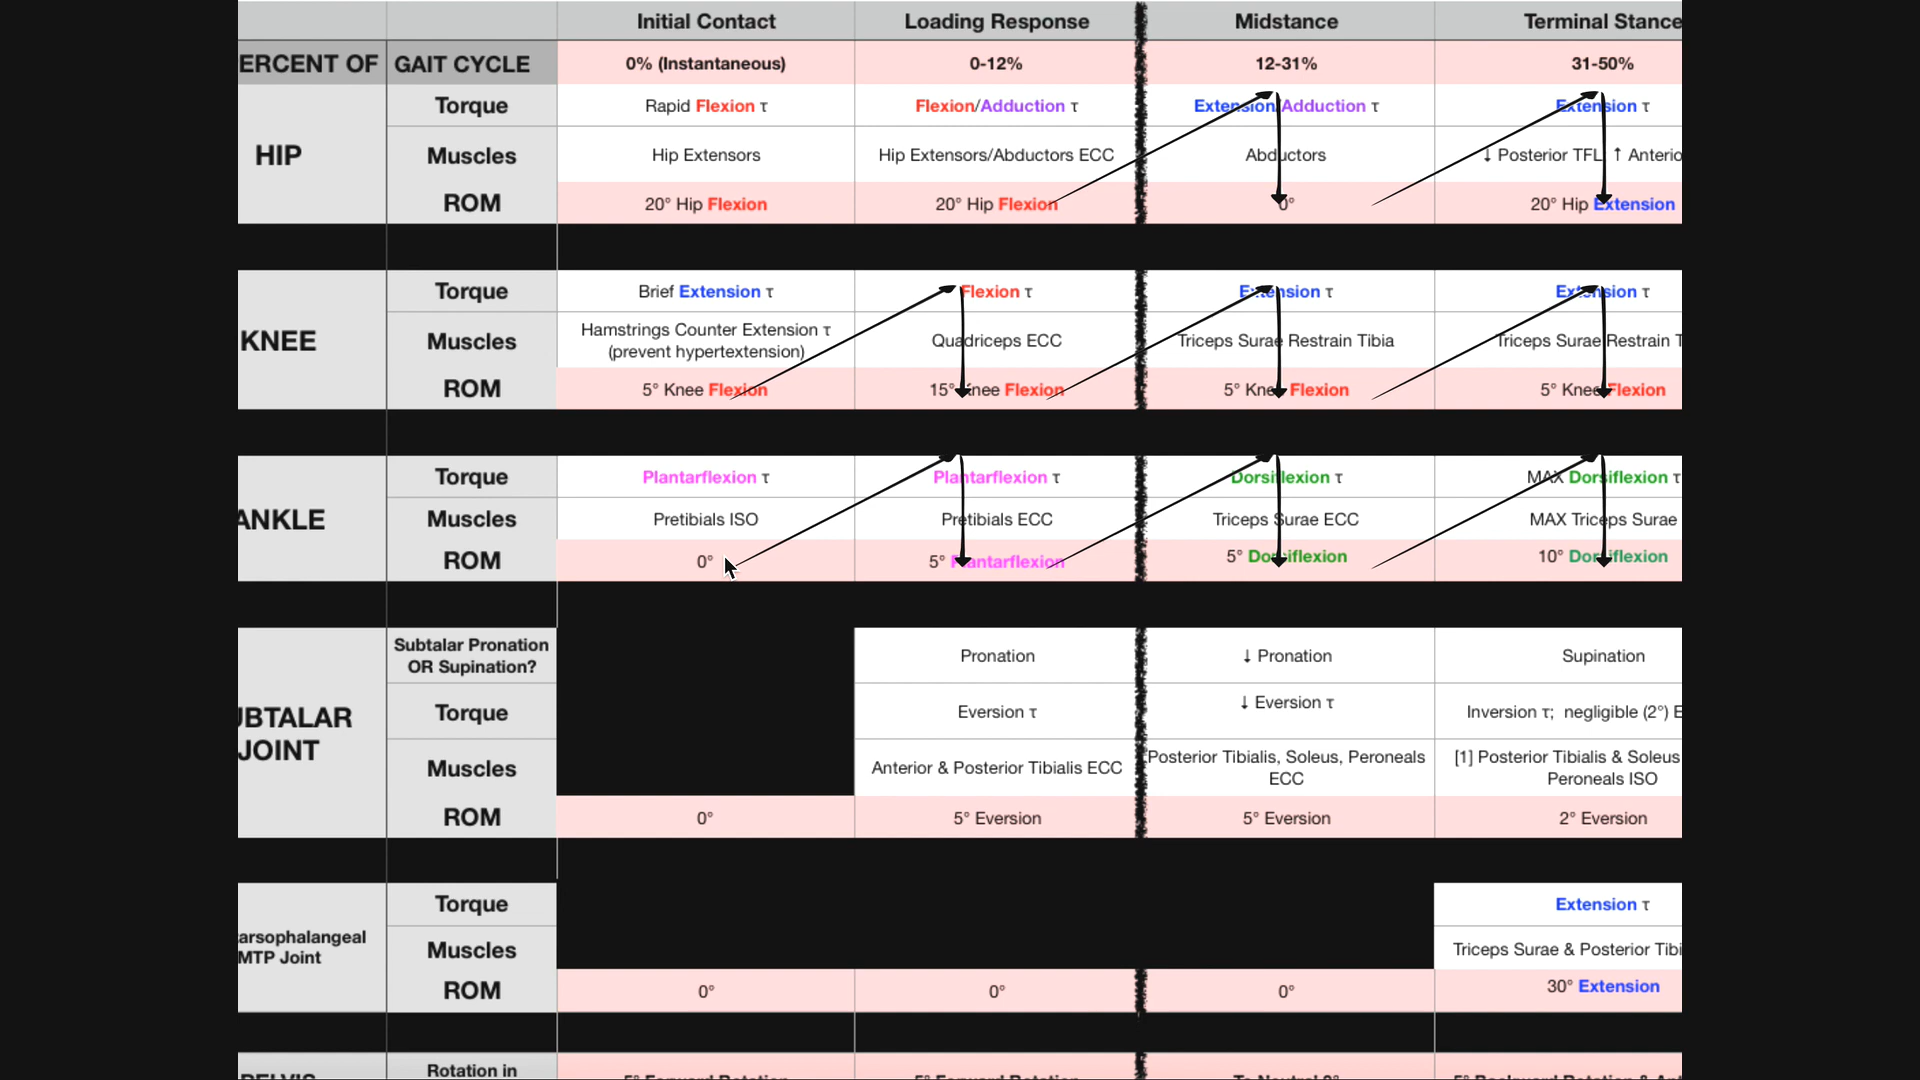 Initial Contact Loading Response Midstance Terminal Stance
ERCENT OF GAIT CYCLE 0% (Instantaneous) 0-12% 12-31% 31-50%
HIP
Torque Rapid Flexion τ Flexion/Adduction τ Extension/Adduction τ Extension τ
Muscles Hip Extensors Hip Extensors/Abductors ECC Abductors ↓ Posterior TFL ↑ Anterio
ROM 20° Hip Flexion 20° Hip Flexion 0° 20° Hip Extension
KNEE
Torque Brief Extension τ Flexion τ Extension τ Extension τ
Muscles Hamstrings Counter Extension τ
(prevent hypertextension) Quadriceps ECC Triceps Surae Restrain Tibia Triceps Surae Restrain T
ROM 5° Knee Flexion 15° Knee Flexion 5° Knee Flexion 5° Knee Flexion
ANKLE
Torque Plantarflexion τ Plantarflexion τ Dorsiflexion τ MAX Dorsiflexion τ
Muscles Pretibials ISO Pretibials ECC Triceps Surae ECC MAX Triceps Surae
ROM 0° 5° Plantarflexion 5° Dorsiflexion 10° Dorsiflexion
UBTALAR
JOINT
Subtalar Pronation
OR Supination? Pronation ↓ Pronation Supination
Torque Eversion τ ↓ Eversion τ Inversion τ; negligible (2°) E
Muscles Anterior & Posterior Tibialis ECC Posterior Tibialis, Soleus, Peroneals
ECC [1] Posterior Tibialis & Soleus
Peroneals ISO
ROM 0° 5° Eversion 5° Eversion 2° Eversion
arsophalangeal
MTP Joint
Torque Extension τ
Muscles Triceps Surae & Posterior Tibi
ROM 0° 0° 0° 30° Extension
Rotation in